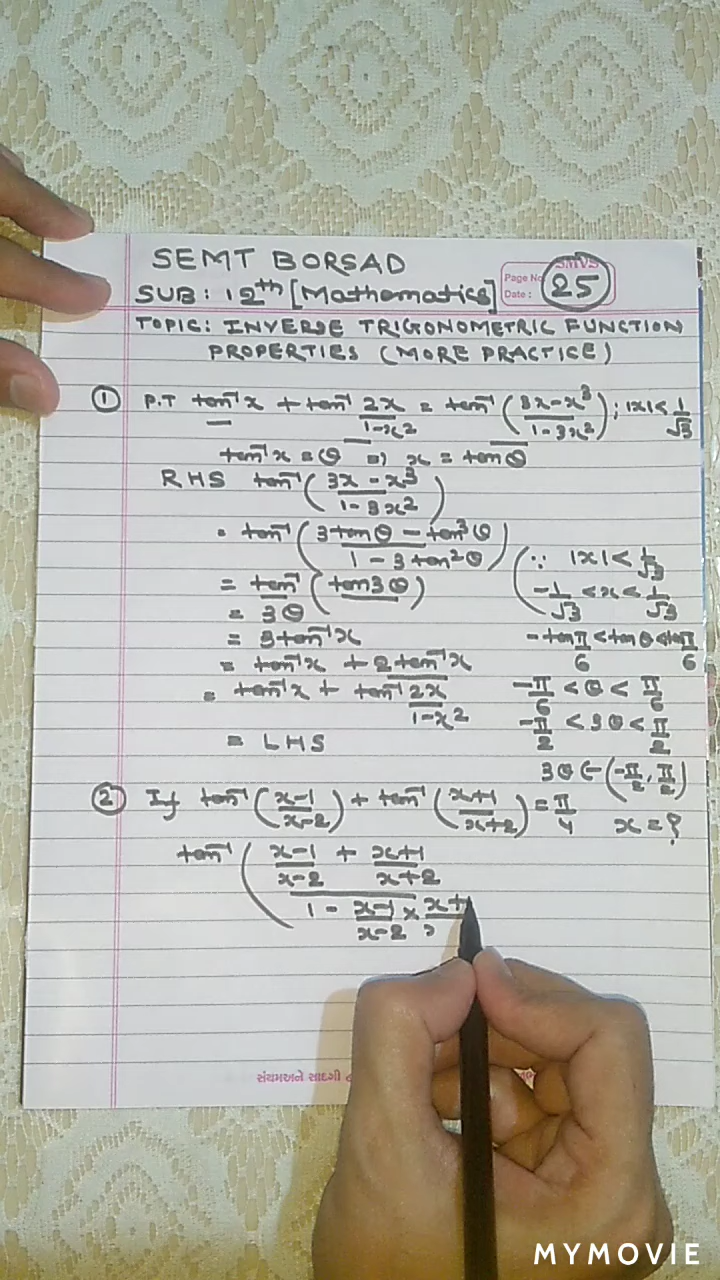 SEMT BORSAD
SMVS
Page No.
Date :
25
SUB : 12th [Mathematics]
TOPIC: INVERSE TRIGONOMETRIC FUNCTION
PROPERTIES (MORE PRACTICE)
① P.T tan⁻¹x + tan⁻¹ 2x/1-x² = tan⁻¹ (3x-x³/1-3x²) ; |x| < 1/√3
tan⁻¹x = θ ⇒ x = tanθ
RHS tan⁻¹ (3x - x³/1-3x²)
= tan⁻¹ (3tanθ - tan³θ/1 - 3tan²θ)
(∵ |x| < 1/√3
= tan⁻¹ (tan3θ)
-1/√3 < x < 1/√3
= 3θ
= 3tan⁻¹x
-tan π/6 < tanθ < tan π/6
= tan⁻¹x + 2tan⁻¹x
= tan⁻¹x + tan⁻¹ 2x/1-x²
-π/6 < θ < π/6
-π/2 < 3θ < π/2
= LHS
3θ ∈ (-π/2, π/2)
② If tan⁻¹ (x-1/x-2) + tan⁻¹ (x+1/x+2) = π/4 x = ?
tan⁻¹ ( x-1/x-2 + x+1/x+2
1 - x-1/x-2 × x+
સંયમઅને સાદગી
MYMOVIE